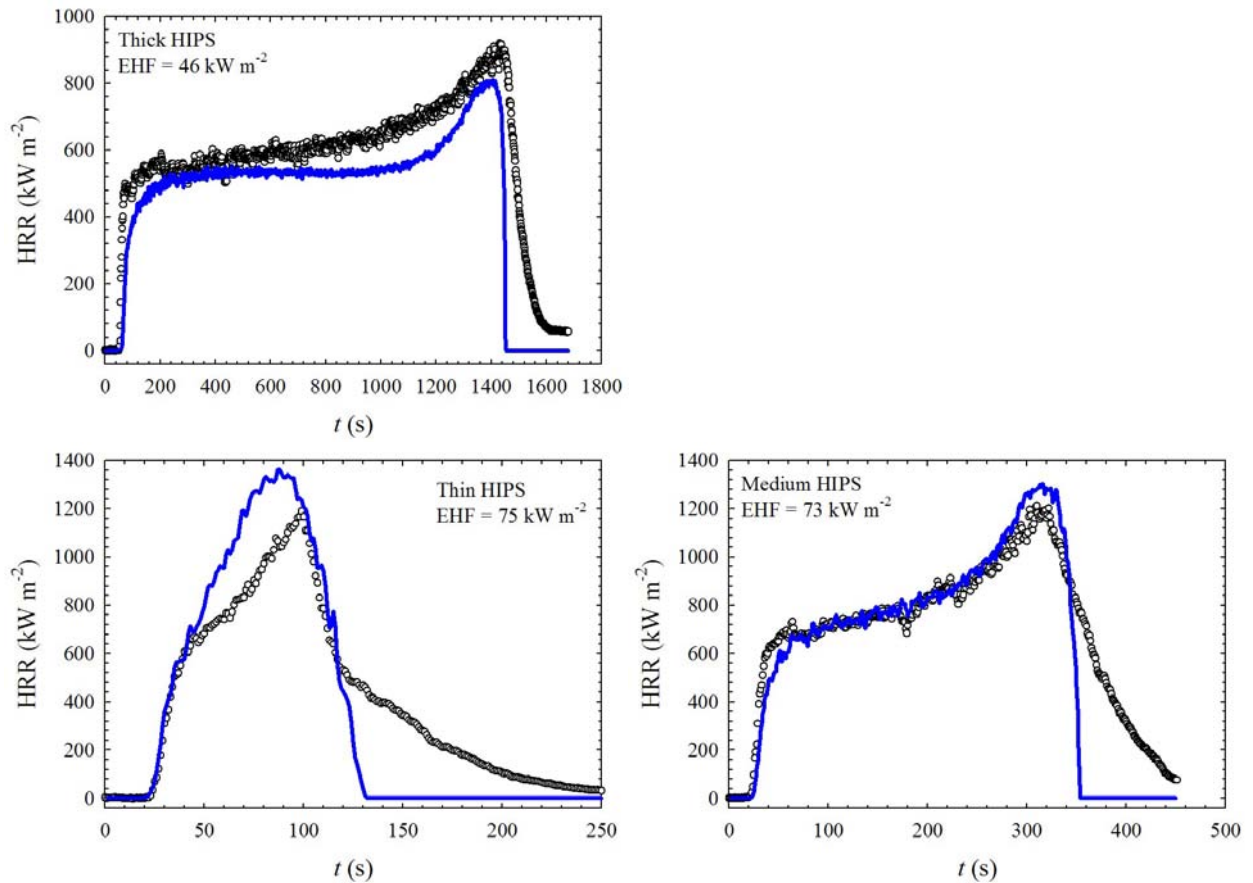 1000
800
600
400
200
0
HRR (kW m⁻²)
Thick HIPS
EHF = 46 kW m⁻²
0 200 400 600 800 1000 1200 1400 1600 1800
t (s)
1400
1200
1000
800
600
400
200
0
HRR (kW m⁻²)
Thin HIPS
EHF = 75 kW m⁻²
0 50 100 150 200 250
t (s)
1400
1200
1000
800
600
400
200
0
HRR (kW m⁻²)
Medium HIPS
EHF = 73 kW m⁻²
0 100 200 300 400 500
t (s)